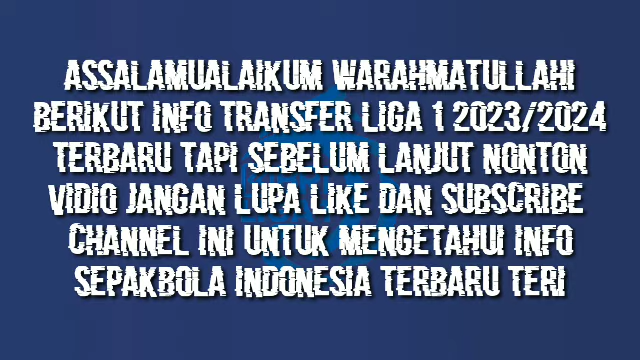 ASSALAMUALAIKUM WARAHMATULLAHI
BERIKUT INFO TRANSFER LIGA 1 2023/2024
TERBARU TAPI SEBELUM LANJUT NONTON
VIDIO JANGAN LUPA LIKE DAN SUBSCRIBE
CHANNEL INI UNTUK MENGETAHUI INFO
SEPAKBOLA INDONESIA TERBARU TERI